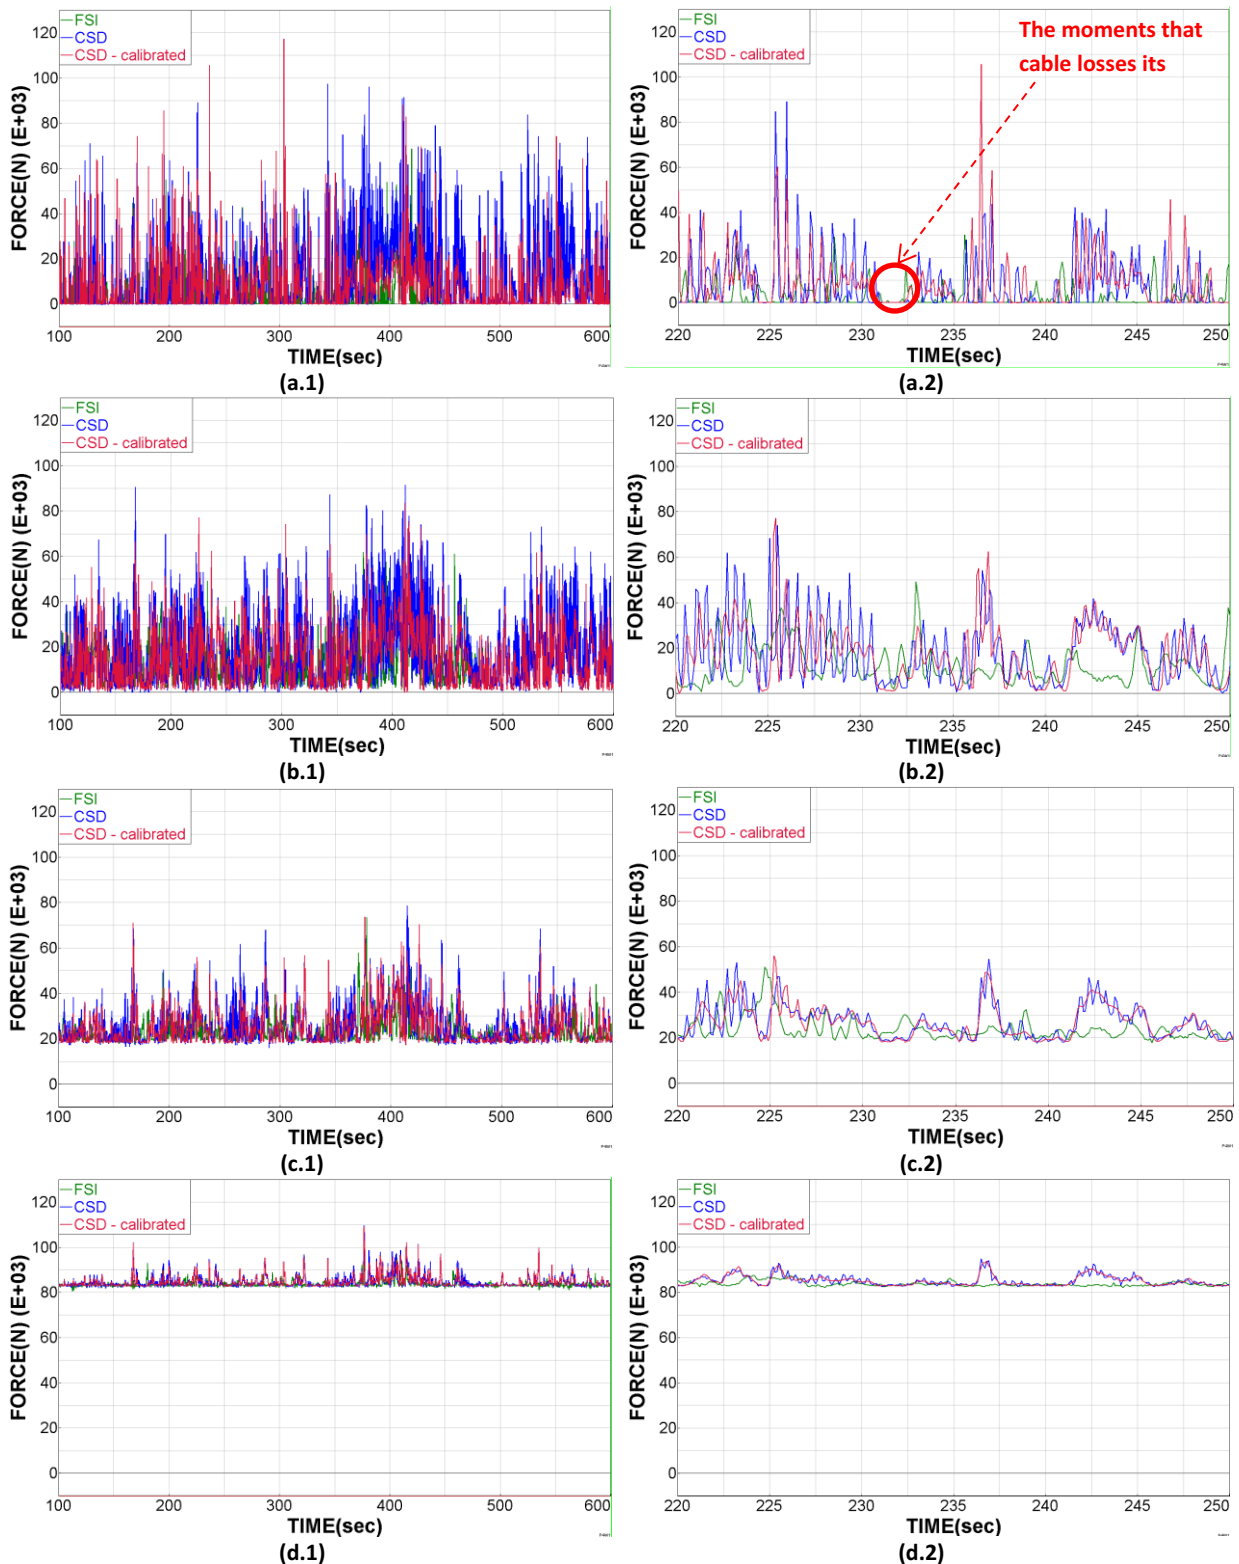 FSI
CSD
CSD - calibrated
120
100
80
60
40
20
0
FORCE(N) (E+03)
100 200 300 400 500 600
TIME(sec)
(a.1)
FSI
CSD
CSD - calibrated
The moments that
cable losses its
120
100
80
60
40
20
0
FORCE(N) (E+03)
220 225 230 235 240 245 250
TIME(sec)
(a.2)
FSI
CSD
CSD - calibrated
120
100
80
60
40
20
0
FORCE(N) (E+03)
100 200 300 400 500 600
TIME(sec)
(b.1)
FSI
CSD
CSD - calibrated
120
100
80
60
40
20
0
FORCE(N) (E+03)
220 225 230 235 240 245 250
TIME(sec)
(b.2)
FSI
CSD
CSD - calibrated
120
100
80
60
40
20
0
FORCE(N) (E+03)
100 200 300 400 500 600
TIME(sec)
(c.1)
FSI
CSD
CSD - calibrated
120
100
80
60
40
20
0
FORCE(N) (E+03)
220 225 230 235 240 245 250
TIME(sec)
(c.2)
FSI
CSD
CSD - calibrated
120
100
80
60
40
20
0
FORCE(N) (E+03)
100 200 300 400 500 600
TIME(sec)
(d.1)
FSI
CSD
CSD - calibrated
120
100
80
60
40
20
0
FORCE(N) (E+03)
220 225 230 235 240 245 250
TIME(sec)
(d.2)